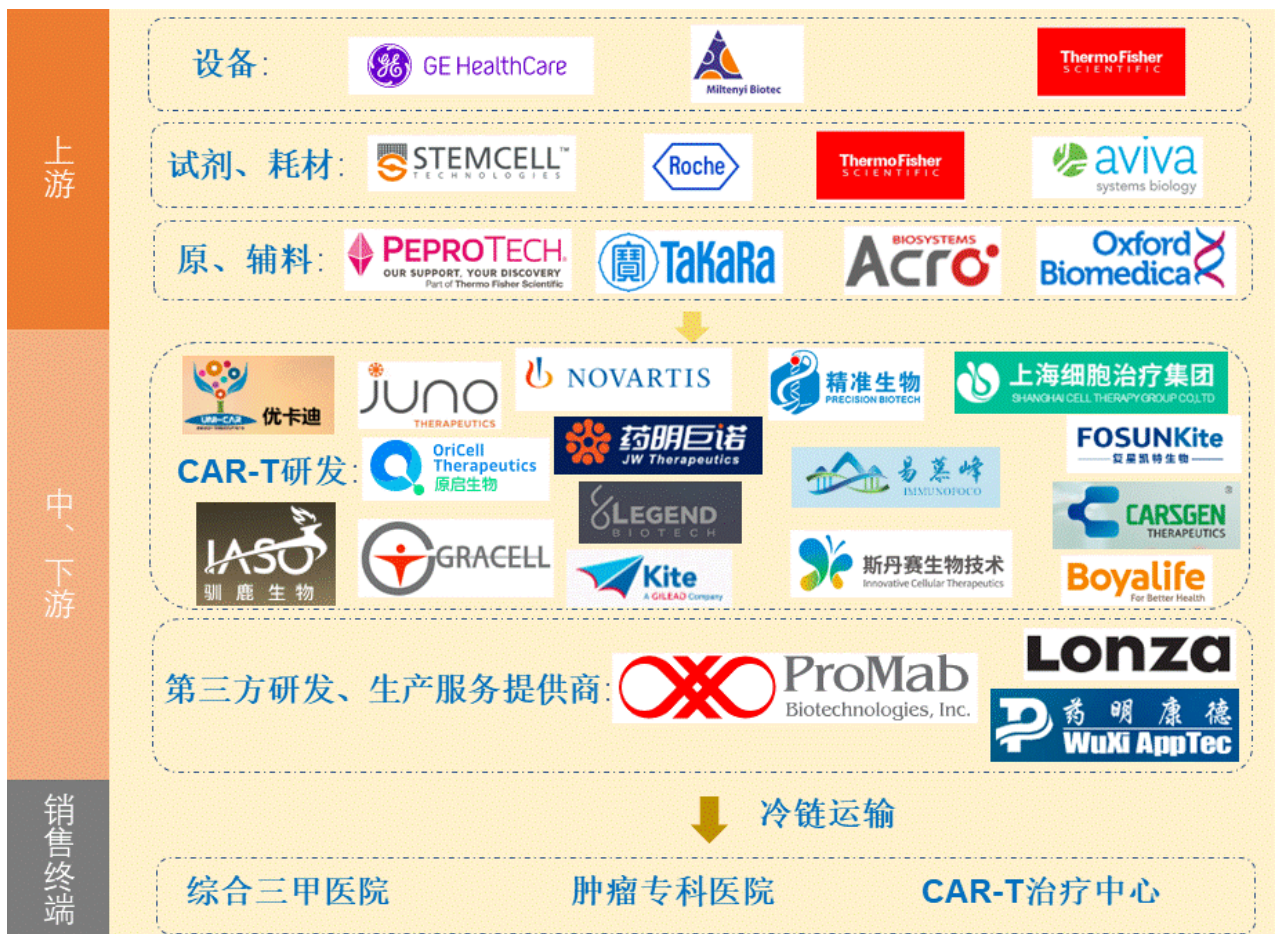 上游
设备:
GE HealthCare
Miltenyi Biotec
ThermoFisher
SCIENTIFIC
试剂、耗材:
STEMCELL™
TECHNOLOGIES
Roche
ThermoFisher
SCIENTIFIC
aviva
systems biology
原、辅料:
PEPROTECH®
OUR SUPPORT, YOUR DISCOVERY
Part of Thermo Fisher Scientific
寶
TaKaRa
BIOSYSTEMS
ACRO
Oxford
Biomedica
中、下游
CAR-T研发:
UNI-CAR
优卡迪
JUNO
THERAPEUTICS
NOVARTIS
精准生物
PRECISION BIOTECH
上海细胞治疗集团
SHANGHAI CELL THERAPY GROUP CO,LTD
OriCell
Therapeutics
原启生物
药明巨诺
JW Therapeutics
易慕峰
IMMUNOFOCO
FOSUNKite
复星凯特生物
IASO
驯鹿生物
GRACELL
LEGEND
BIOTECH
Kite
A GILEAD Company
斯丹赛生物技术
Innovative Cellular Therapeutics
CARSGEN®
THERAPEUTICS
Boyalife
For Better Health
第三方研发、生产服务提供商:
ProMab
Biotechnologies, Inc.
Lonza
药明康德
WuXi AppTec
冷链运输
销售终端
综合三甲医院
肿瘤专科医院
CAR-T治疗中心